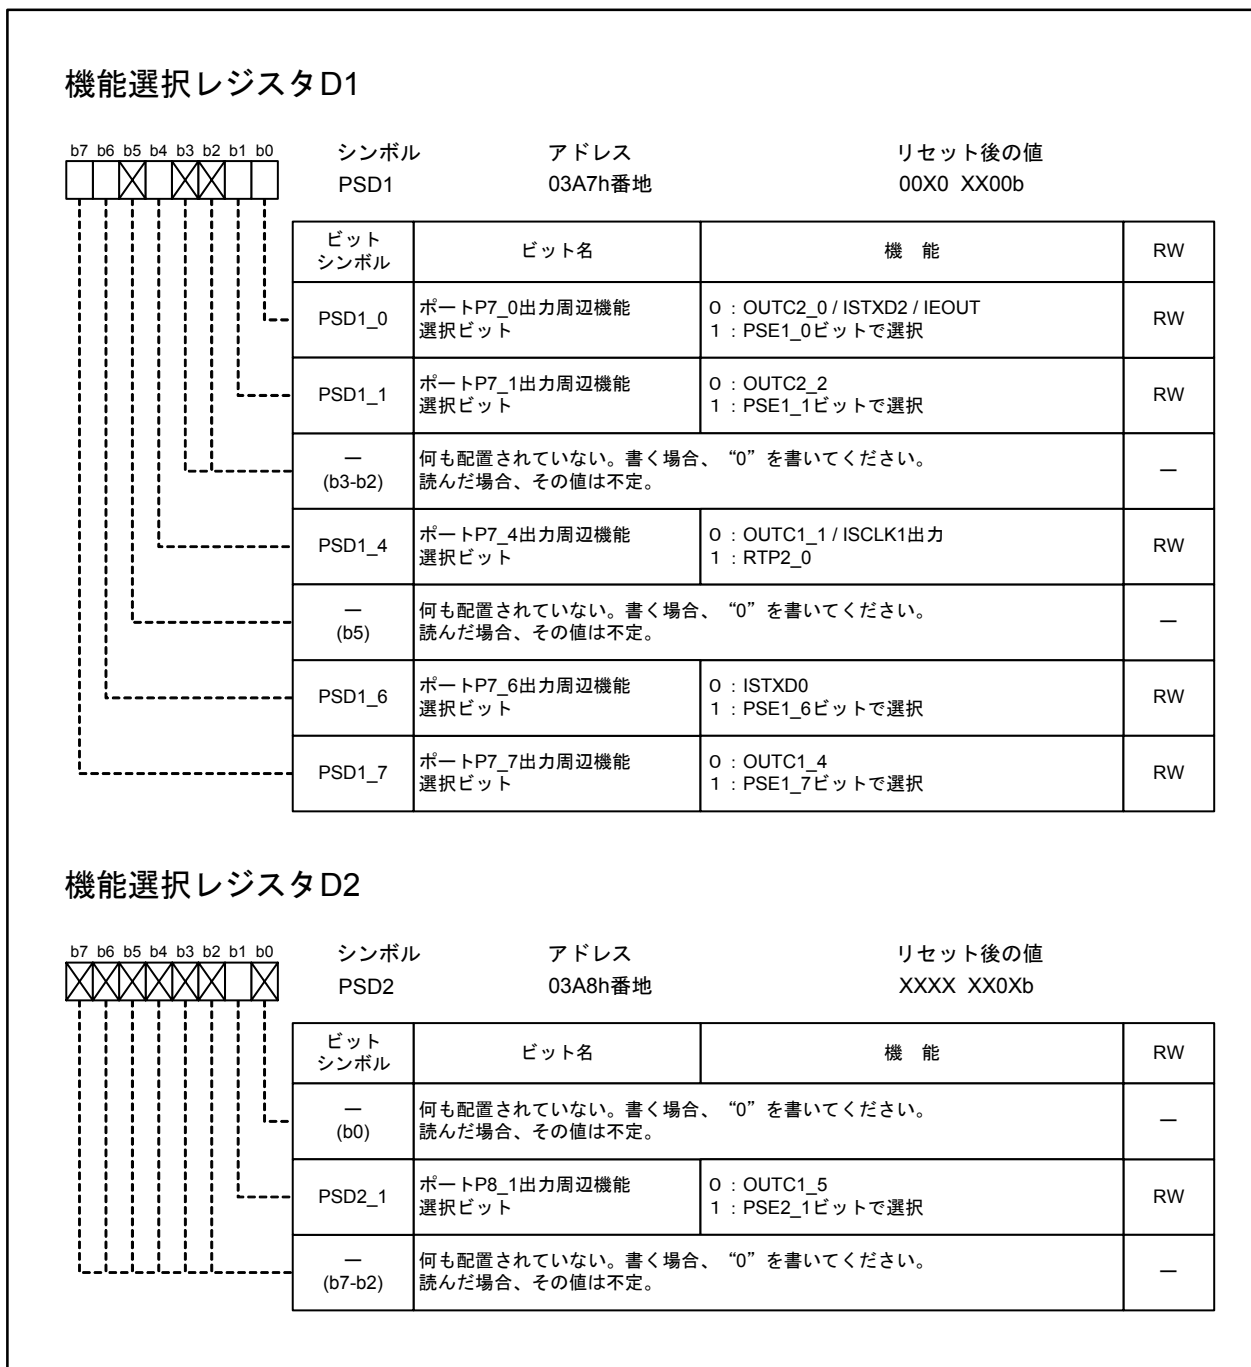 機能選択レジスタD1
b7 b6 b5 b4 b3 b2 b1 b0
シンボル アドレス リセット後の値
PSD1 03A7h番地 00X0 XX00b
ビット
シンボル ビット名 機 能 RW
PSD1_0 ポートP7_0出力周辺機能
選択ビット 0：OUTC2_0 / ISTXD2 / IEOUT
1：PSE1_0ビットで選択 RW
PSD1_1 ポートP7_1出力周辺機能
選択ビット 0：OUTC2_2
1：PSE1_1ビットで選択 RW
—
(b3-b2) 何も配置されていない。書く場合、“0”を書いてください。
読んだ場合、その値は不定。 —
PSD1_4 ポートP7_4出力周辺機能
選択ビット 0：OUTC1_1 / ISCLK1出力
1：RTP2_0 RW
—
(b5) 何も配置されていない。書く場合、“0”を書いてください。
読んだ場合、その値は不定。 —
PSD1_6 ポートP7_6出力周辺機能
選択ビット 0：ISTXD0
1：PSE1_6ビットで選択 RW
PSD1_7 ポートP7_7出力周辺機能
選択ビット 0：OUTC1_4
1：PSE1_7ビットで選択 RW
機能選択レジスタD2
b7 b6 b5 b4 b3 b2 b1 b0
シンボル アドレス リセット後の値
PSD2 03A8h番地 XXXX XX0Xb
ビット
シンボル ビット名 機 能 RW
—
(b0) 何も配置されていない。書く場合、“0”を書いてください。
読んだ場合、その値は不定。 —
PSD2_1 ポートP8_1出力周辺機能
選択ビット 0：OUTC1_5
1：PSE2_1ビットで選択 RW
—
(b7-b2) 何も配置されていない。書く場合、“0”を書いてください。
読んだ場合、その値は不定。 —